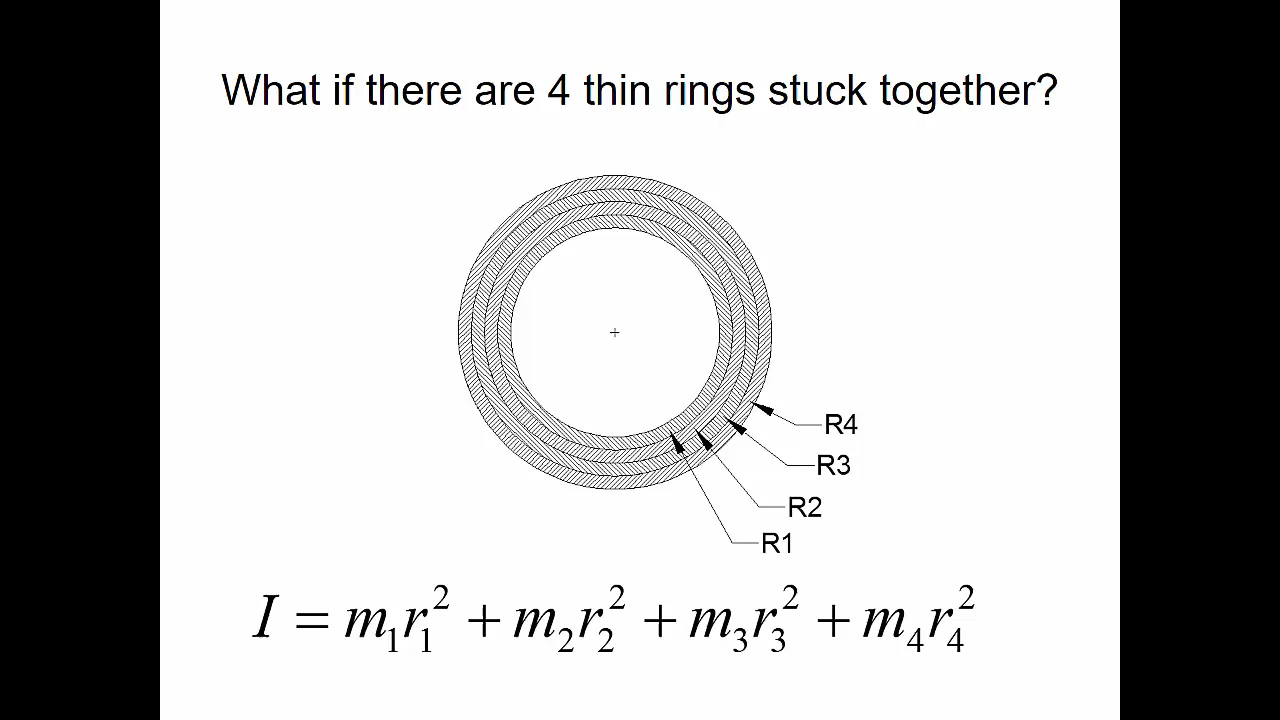 What if there are 4 thin rings stuck together?
R4
R3
R2
R1
I = m₁r₁² + m₂r₂² + m₃r₃² + m₄r₄²